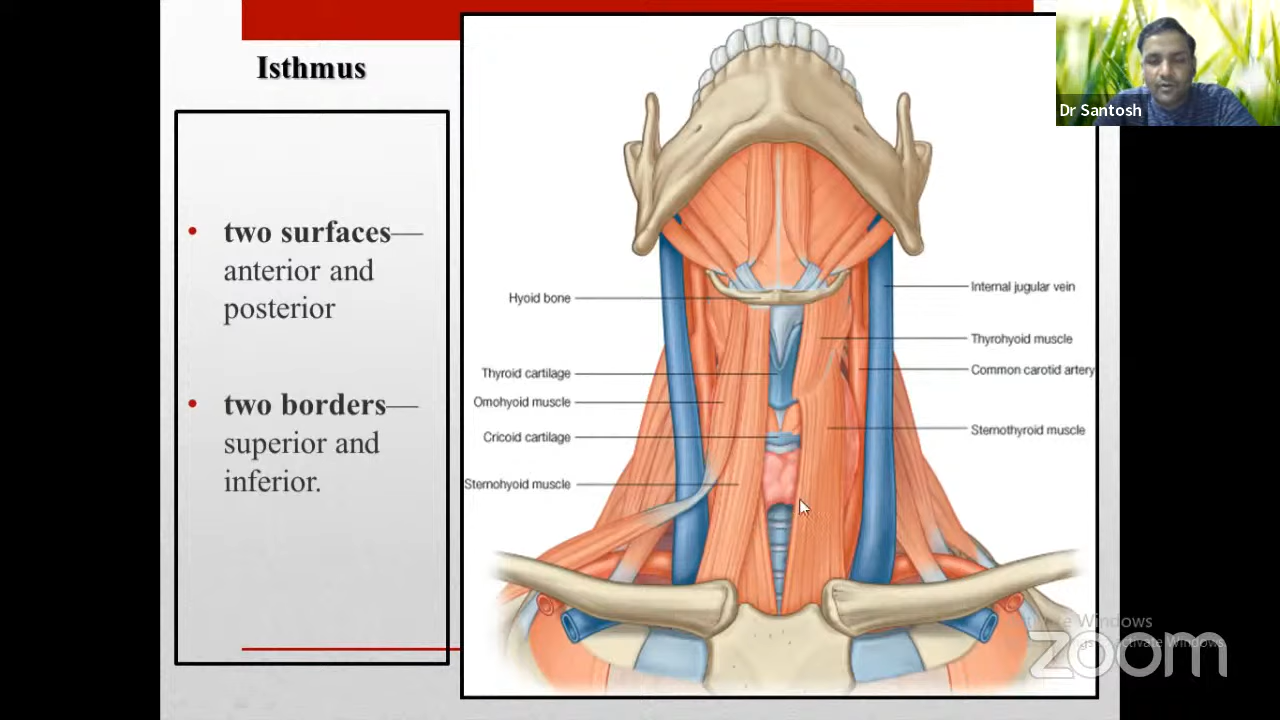 Isthmus
• two surfaces—
anterior and
posterior
• two borders—
superior and
inferior.
Hyoid bone
Thyroid cartilage
Omohyoid muscle
Cricoid cartilage
Sternohyoid muscle
Internal jugular vein
Thyrohyoid muscle
Common carotid artery
Sternothyroid muscle
Dr Santosh
Windows
zoom